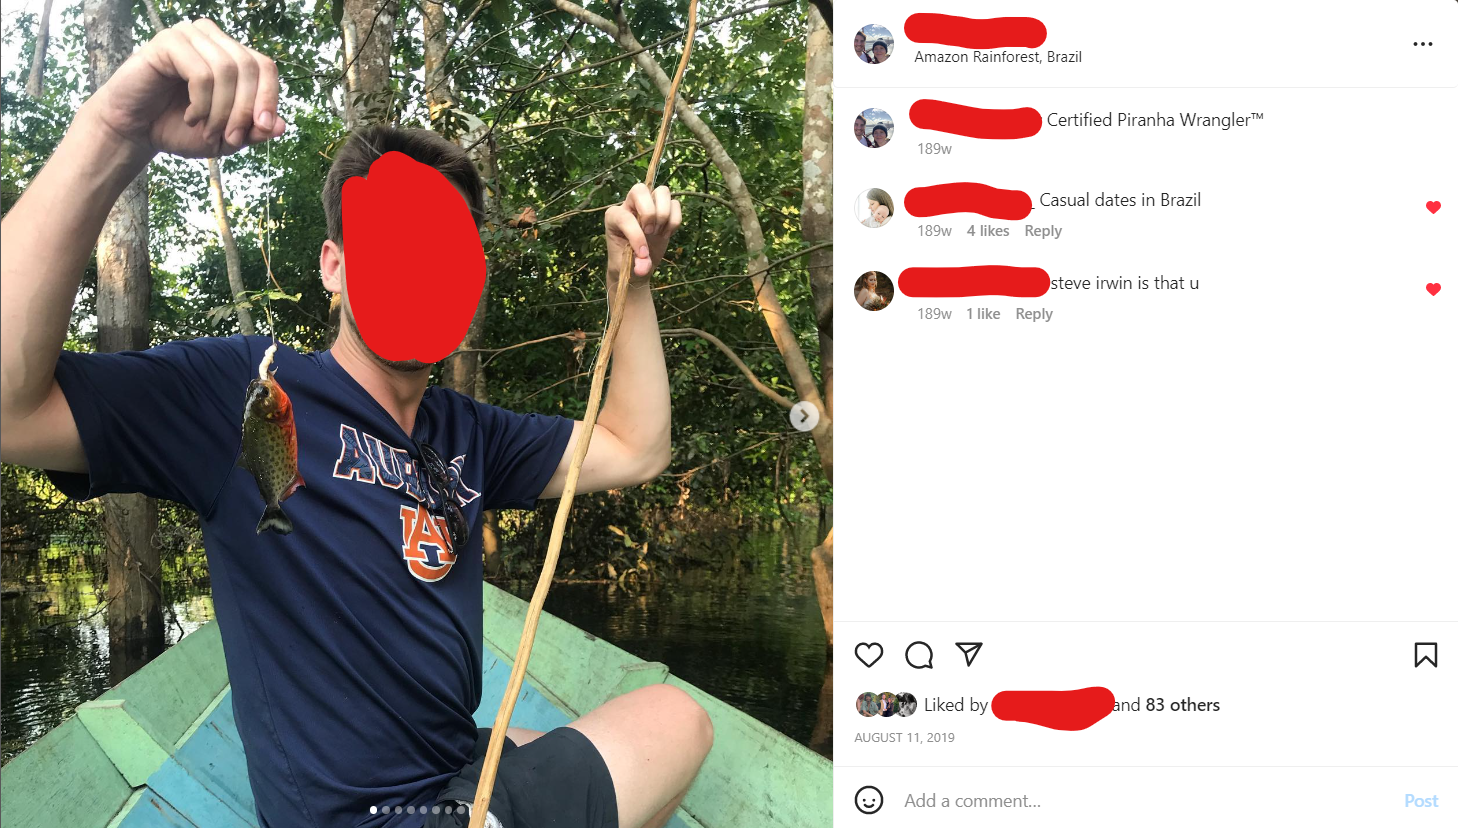 AUBURN
AU
Amazon Rainforest, Brazil
Certified Piranha Wrangler™
189w
Casual dates in Brazil
189w 4 likes Reply
steve irwin is that u
189w 1 like Reply
Liked by and 83 others
AUGUST 11, 2019
Add a comment... Post